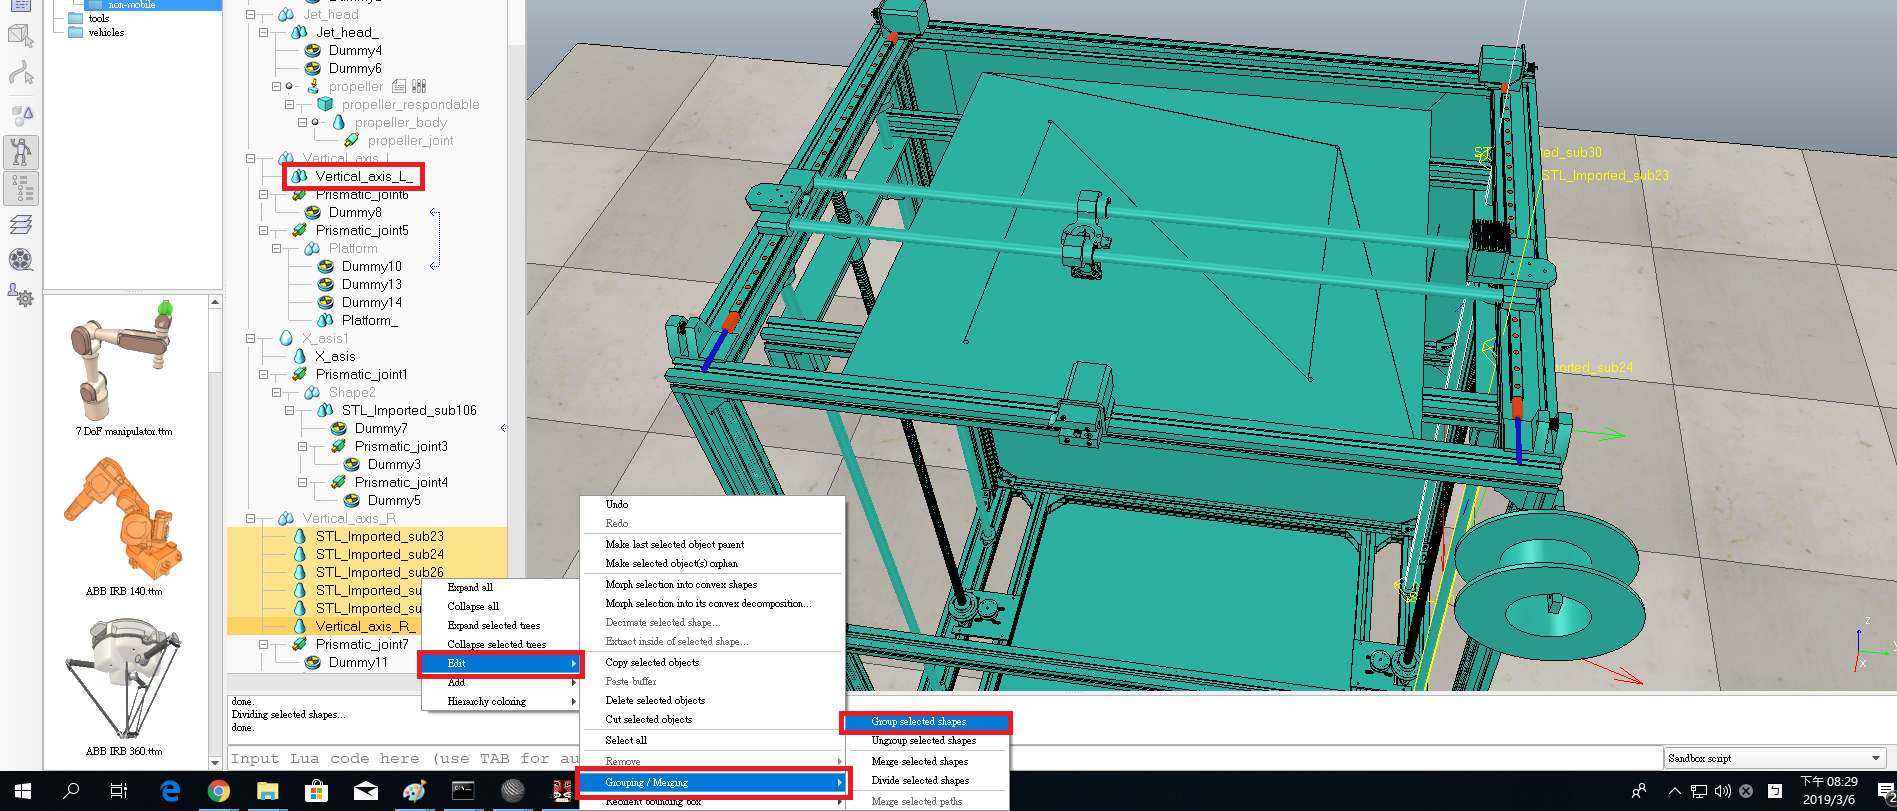 non-mobile
tools
vehicles
7 DoF manipulator.ttm
ABB IRB 140.ttm
ABB IRB 360.ttm
Jet_head
Jet_head_
Dummy4
Dummy6
propeller
propeller_respondable
propeller_body
propeller_joint
Vertical_axis_L
Vertical_axis_L_
Prismatic_joint6
Dummy8
Prismatic_joint5
Platform
Dummy10
Dummy13
Dummy14
Platform_
X_axis1
X_asis
Prismatic_joint1
Shape2
STL_Imported_sub106
Dummy7
Prismatic_joint3
Dummy3
Prismatic_joint4
Dummy5
Vertical_axis_R
STL_Imported_sub23
STL_Imported_sub24
STL_Imported_sub26
STL_Imported_su
STL_Imported_su
Vertical_axis_R_
Prismatic_joint7
Dummy11
Expand all
Collapse all
Expand selected trees
Collapse selected trees
Edit
Add
Hierarchy coloring
Undo
Redo
Make last selected object parent
Make selected object(s) orphan
Morph selection into convex shapes
Morph selection into its convex decomposition...
Decimate selected shape...
Extract inside of selected shape...
Copy selected objects
Paste buffer
Delete selected objects
Cut selected objects
Select all
Remove
Grouping / Merging
Reorient bounding box
Group selected shapes
Ungroup selected shapes
Merge selected shapes
Divide selected shapes
Merge selected paths
ed_sub30
STL_Imported_sub23
ported_sub24
z
x
done.
Dividing selected shapes...
done.
Input Lua code here (use TAB for au
Sandbox script
下午 08:29
2019/3/6